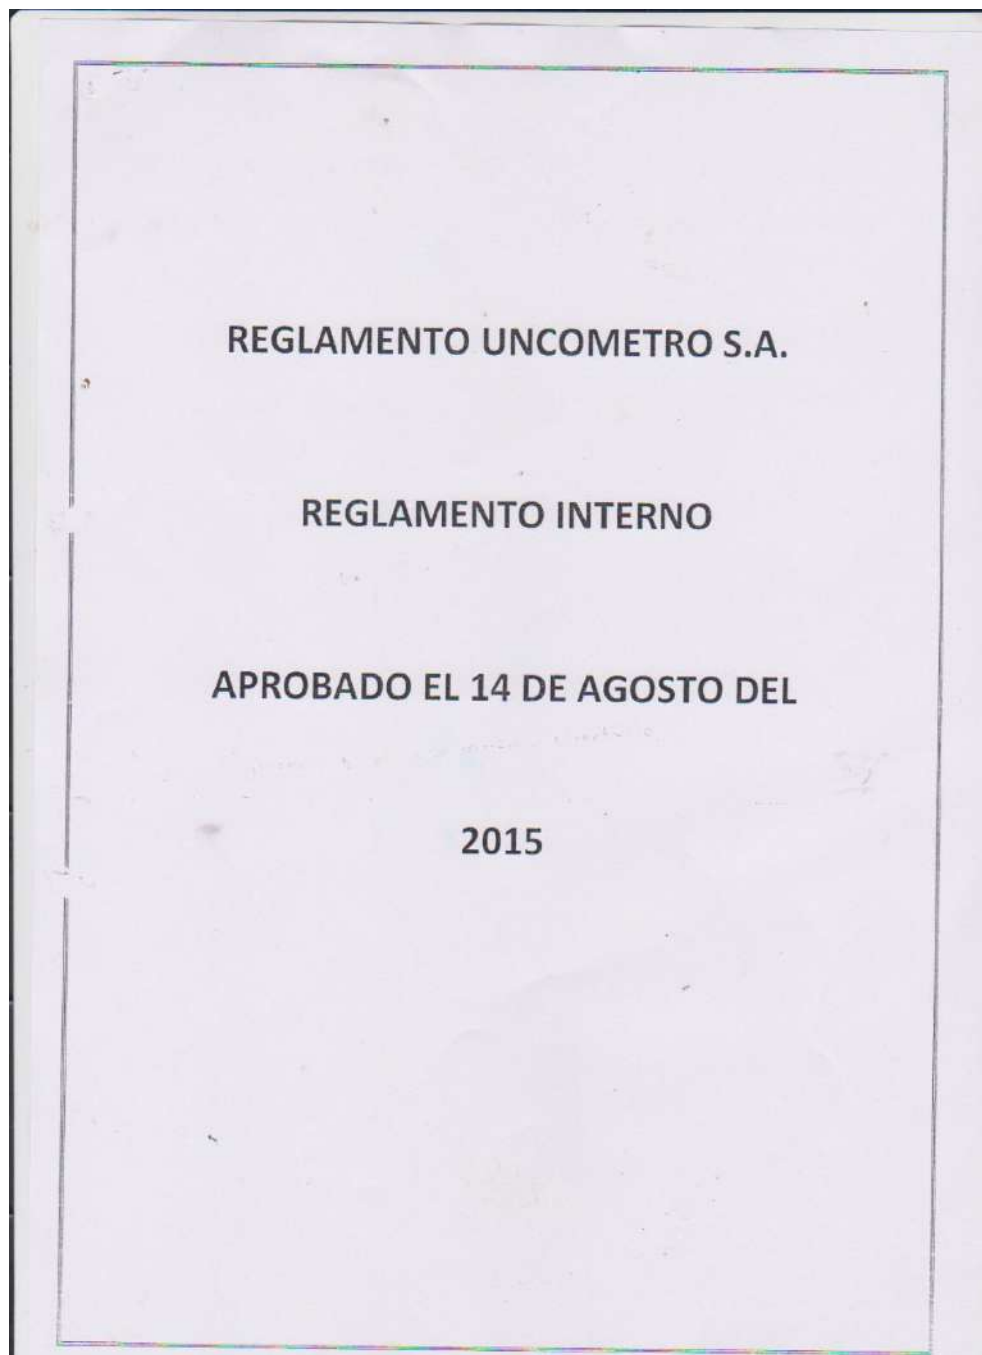 REGLAMENTO UNCOMETRO S.A.
REGLAMENTO INTERNO
APROBADO EL 14 DE AGOSTO DEL
2015